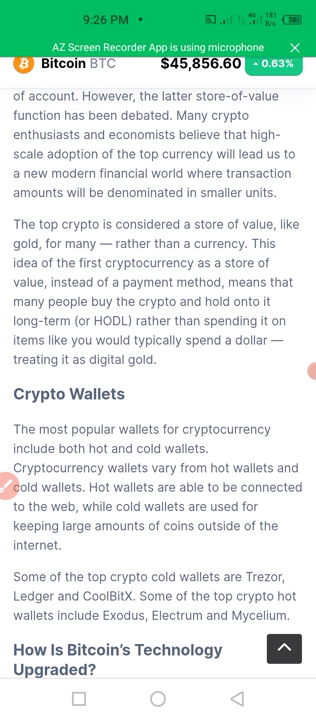 9:26 PM •
4G
181
B/s
AZ Screen Recorder App is using microphone
Bitcoin BTC $45,856.60 0.63%
of account. However, the latter store-of-value
function has been debated. Many crypto
enthusiasts and economists believe that high-
scale adoption of the top currency will lead us to
a new modern financial world where transaction
amounts will be denominated in smaller units.
The top crypto is considered a store of value, like
gold, for many — rather than a currency. This
idea of the first cryptocurrency as a store of
value, instead of a payment method, means that
many people buy the crypto and hold onto it
long-term (or HODL) rather than spending it on
items like you would typically spend a dollar —
treating it as digital gold.
Crypto Wallets
The most popular wallets for cryptocurrency
include both hot and cold wallets.
Cryptocurrency wallets vary from hot wallets and
cold wallets. Hot wallets are able to be connected
to the web, while cold wallets are used for
keeping large amounts of coins outside of the
internet.
Some of the top crypto cold wallets are Trezor,
Ledger and CoolBitX. Some of the top crypto hot
wallets include Exodus, Electrum and Mycelium.
How Is Bitcoin’s Technology
Upgraded?